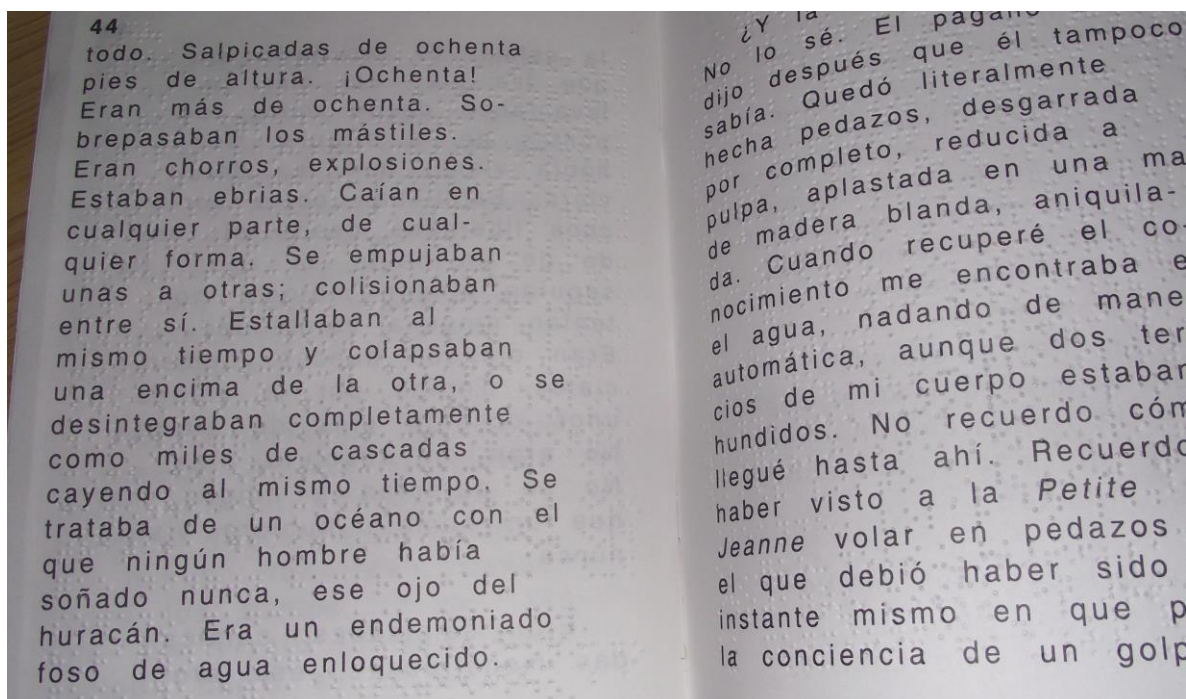 44
todo. Salpicadas de ochenta
pies de altura. ¡Ochenta!
Eran más de ochenta. So-
brepasaban los mástiles.
Eran chorros, explosiones.
Estaban ebrias. Caían en
cualquier parte, de cual-
quier forma. Se empujaban
unas a otras; colisionaban
entre sí. Estallaban al
mismo tiempo y colapsaban
una encima de la otra, o se
desintegraban completamente
como miles de cascadas
cayendo al mismo tiempo. Se
trataba de un océano con el
que ningún hombre había
soñado nunca, ese ojo del
huracán. Era un endemoniado
foso de agua enloquecido.
¿Y la
No lo sé. El
dijo después que él tampoco
sabía. Quedó literalmente
hecha pedazos, desgarrada
por completo, reducida a
pulpa, aplastada en una
de madera blanda, aniquila-
da. Cuando recuperé el co-
nocimiento me encontraba
el agua, nadando de
automática, aunque dos ter
cios de mi cuerpo estaban
hundidos. No recuerdo
llegué hasta ahí. Recuerdo
haber visto a la Petite
Jeanne volar en pedazos
el que debió haber sido
instante mismo en que
la conciencia de un